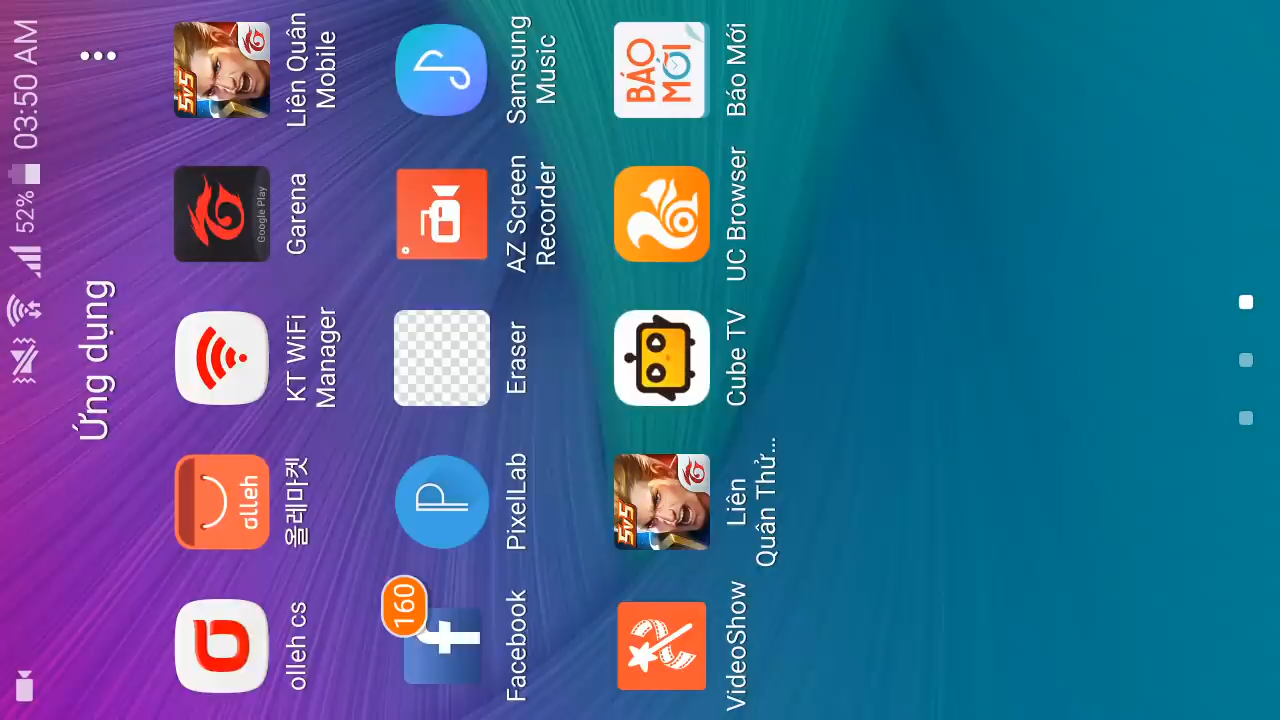 52% 03:50 AM
Ứng dụng
olleh cs
olleh
올레마켓
KT WiFi
Manager
Google Play
Garena
5v5
Liên Quân
Mobile
160
Facebook
PixelLab
Eraser
AZ Screen
Recorder
Samsung
Music
VideoShow
5v5
Liên
Quân Thử...
Cube TV
UC Browser
BÁO
MỚI
Báo Mới